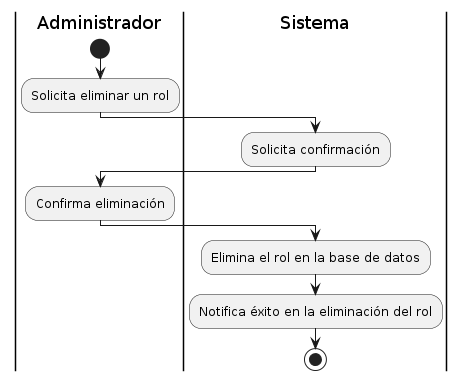 Administrador
Sistema
Solicita eliminar un rol
Solicita confirmación
Confirma eliminación
Elimina el rol en la base de datos
Notifica éxito en la eliminación del rol